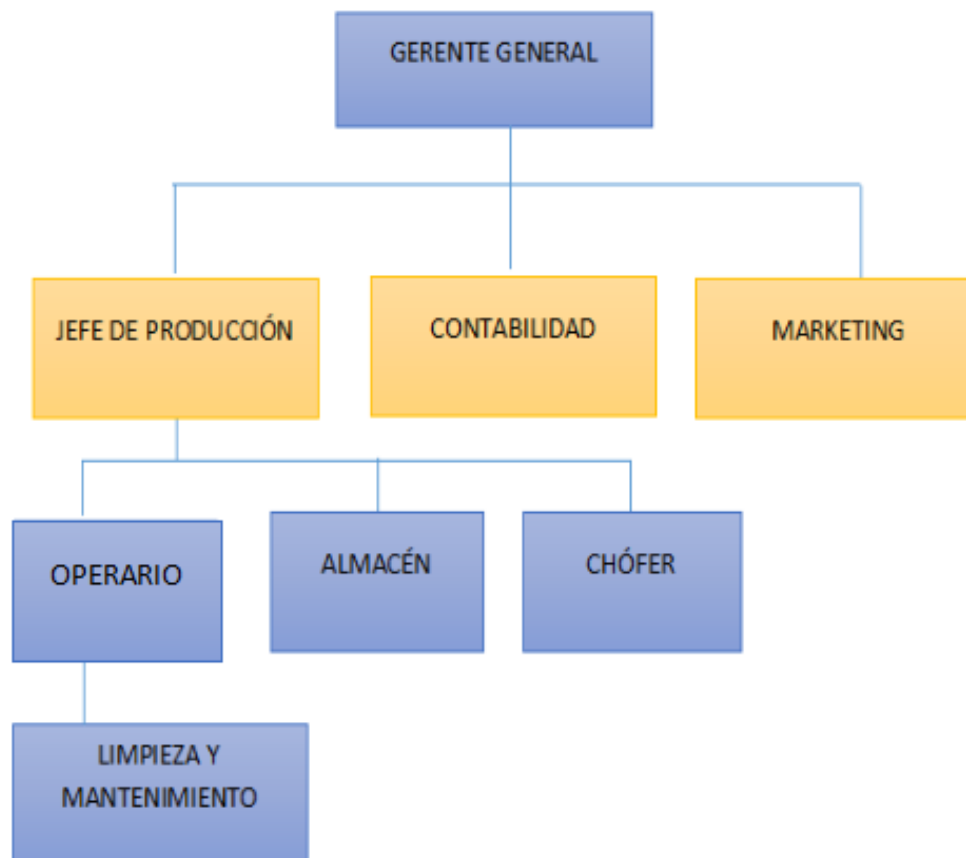 GERENTE GENERAL
JEFE DE PRODUCCIÓN
CONTABILIDAD
MARKETING
OPERARIO
ALMACÉN
CHÓFER
LIMPIEZA Y
MANTENIMIENTO